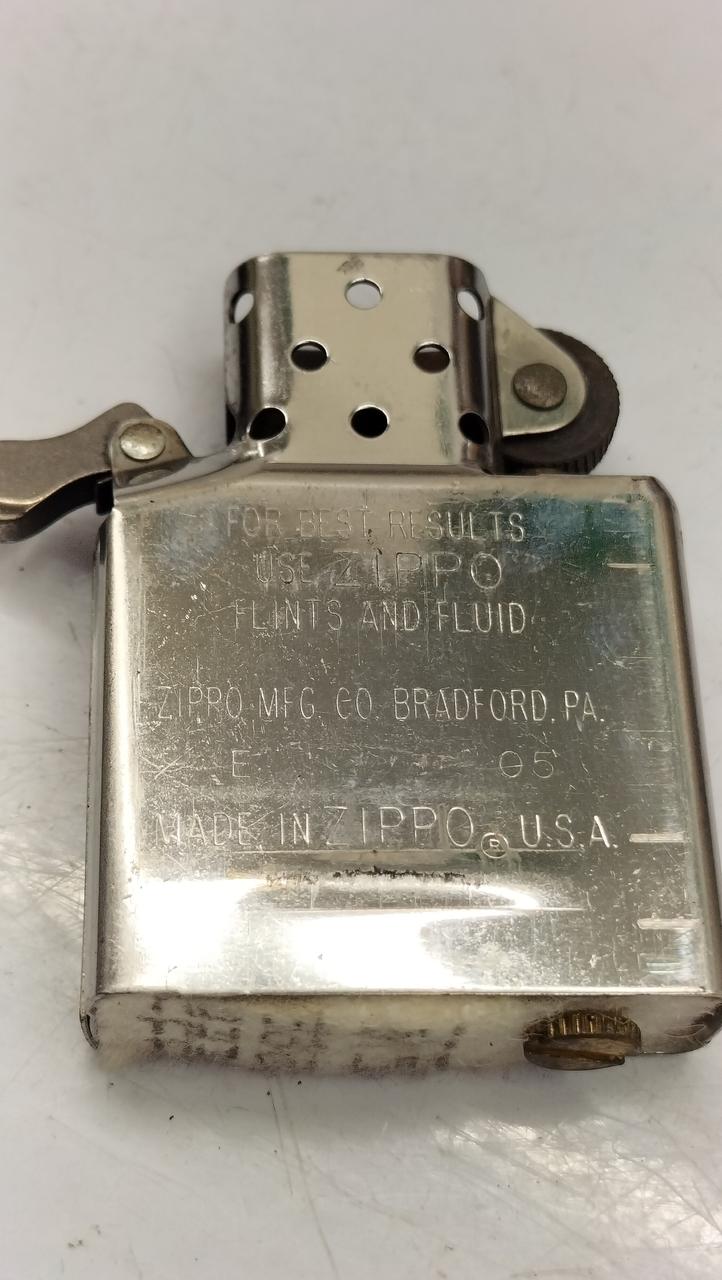 FOR BEST RESULTS
USE ZIPPO
FLINTS AND FLUID
ZIPPO MFG. CO. BRADFORD. PA.
E 05
MADE IN ZIPPO® U.S.A.